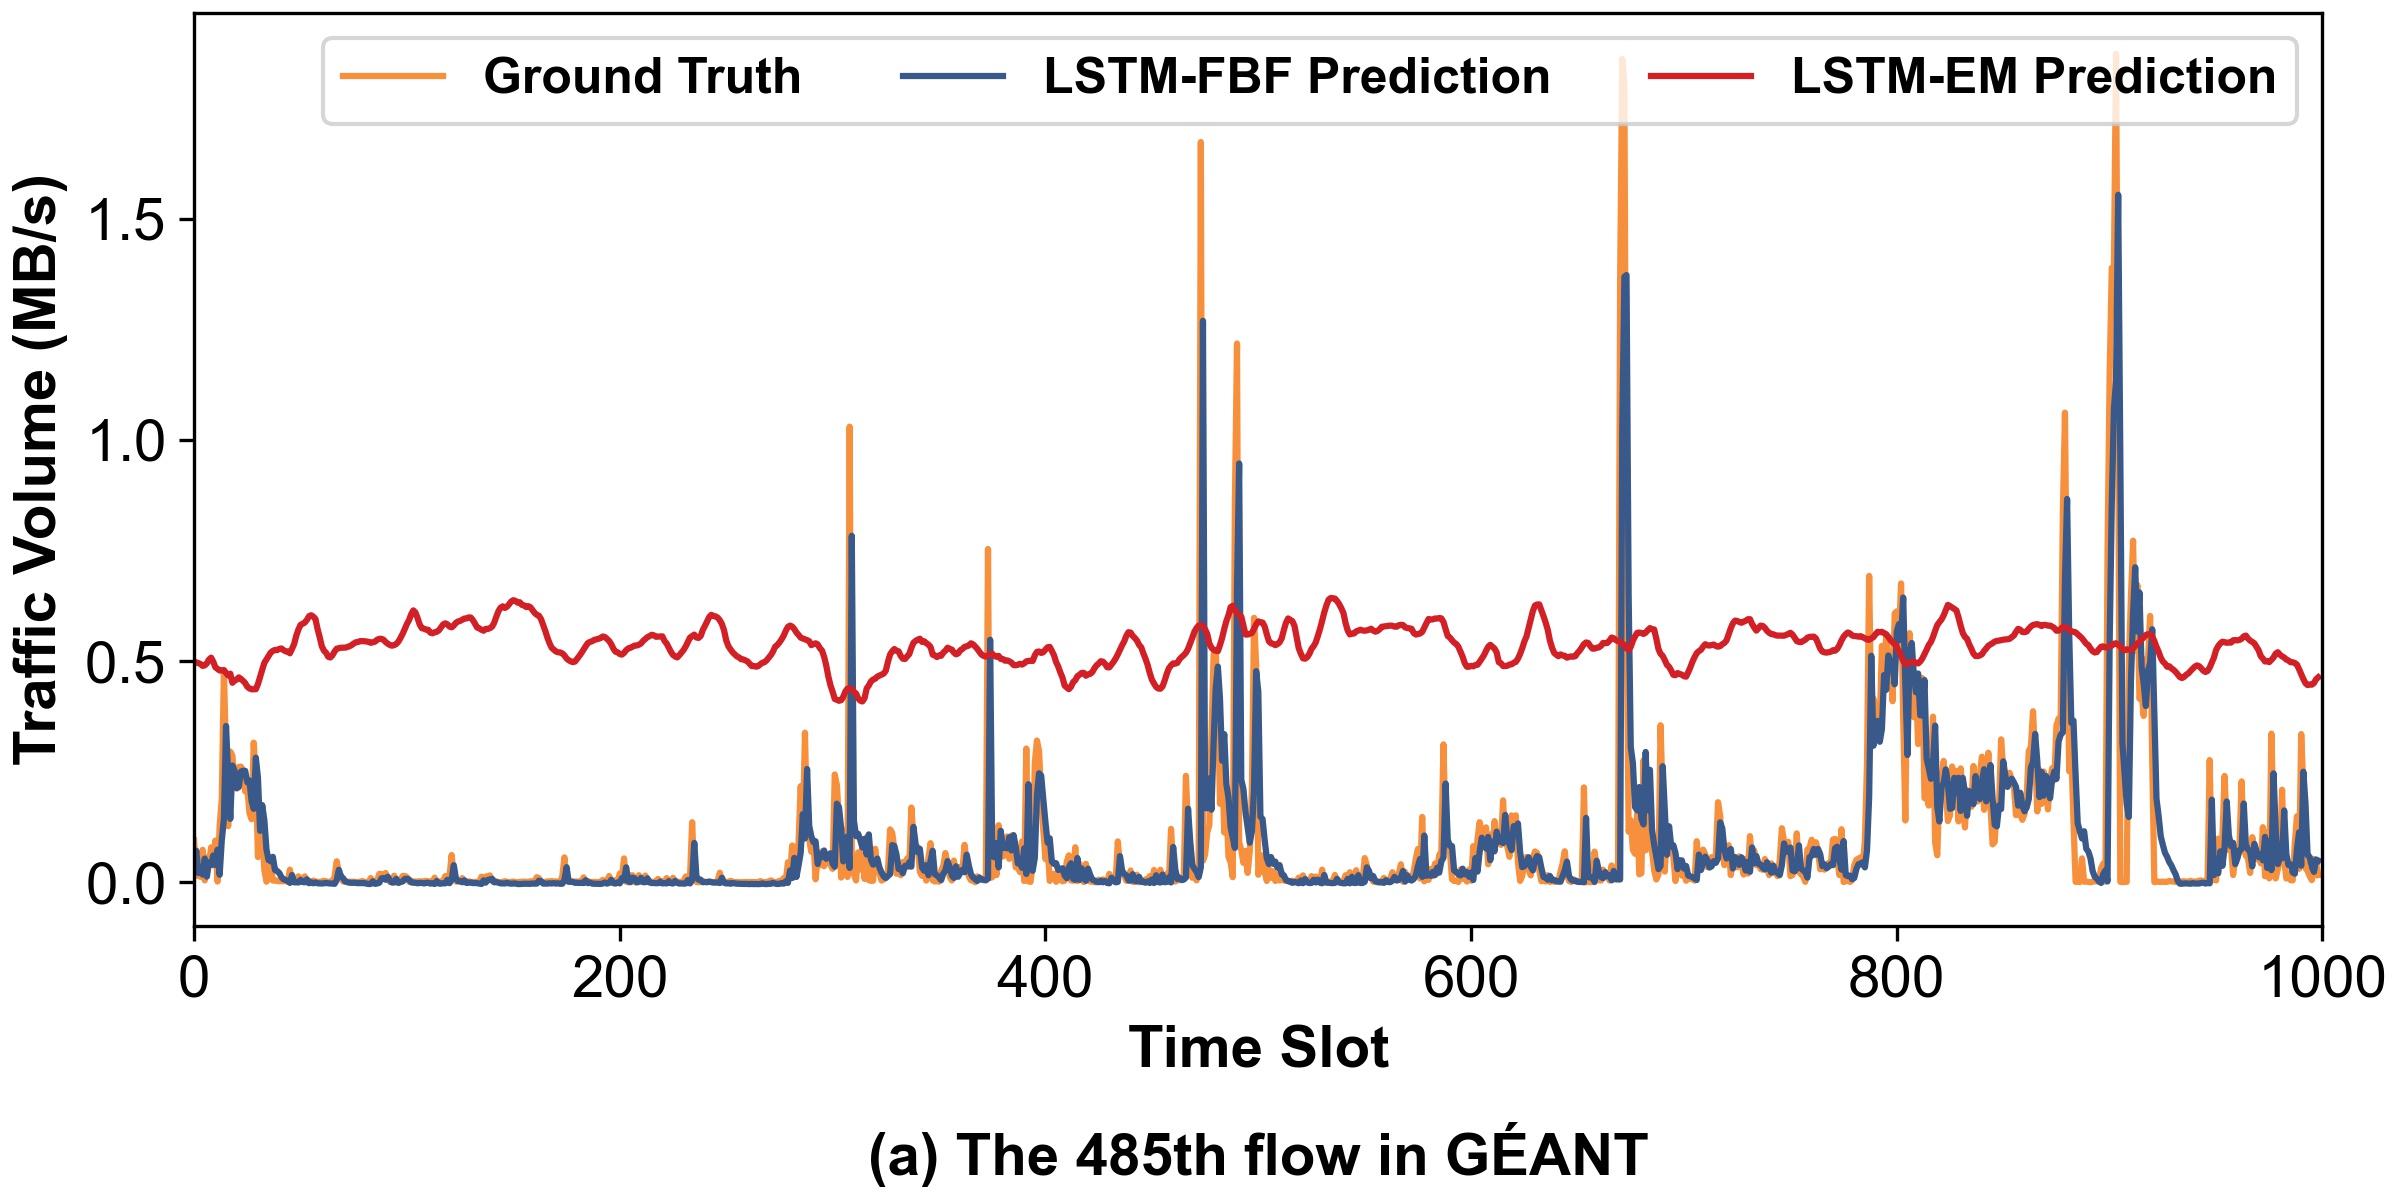 Ground Truth LSTM-FBF Prediction LSTM-EM Prediction
Traffic Volume (MB/s)
1.5
1.0
0.5
0.0
0 200 400 600 800 1000
Time Slot
(a) The 485th flow in GÉANT